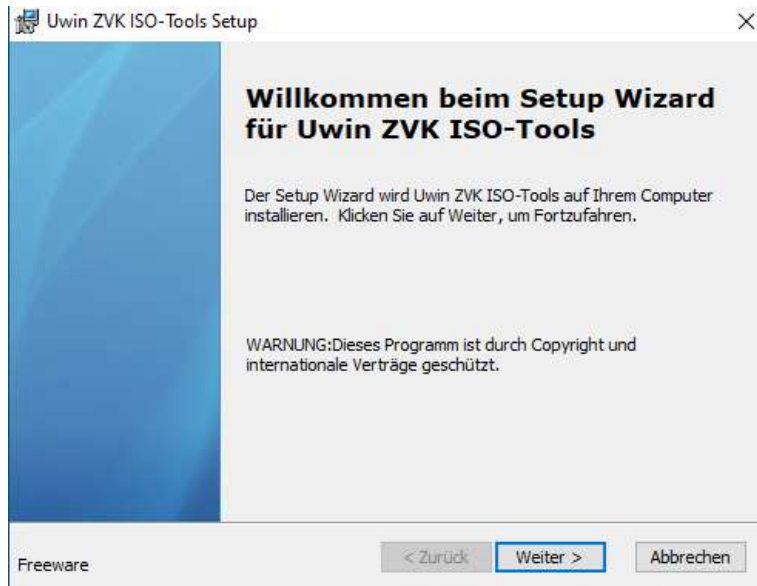 Uwin ZVK ISO-Tools Setup
Willkommen beim Setup Wizard
für Uwin ZVK ISO-Tools
Der Setup Wizard wird Uwin ZVK ISO-Tools auf Ihrem Computer
installieren.  Klicken Sie auf Weiter, um Fortzufahren.
WARNUNG:Dieses Programm ist durch Copyright und
internationale Verträge geschützt.
Freeware
< Zurück
Weiter >
Abbrechen